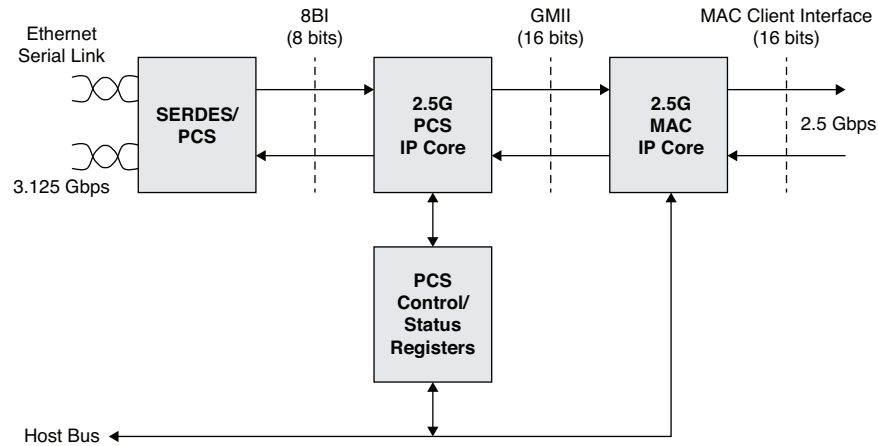 8BI
(8 bits)
GMII
(16 bits)
MAC Client Interface
(16 bits)
Ethernet
Serial Link
SERDES/
PCS
2.5G
PCS
IP Core
2.5G
MAC
IP Core
2.5 Gbps
3.125 Gbps
PCS
Control/
Status
Registers
Host Bus